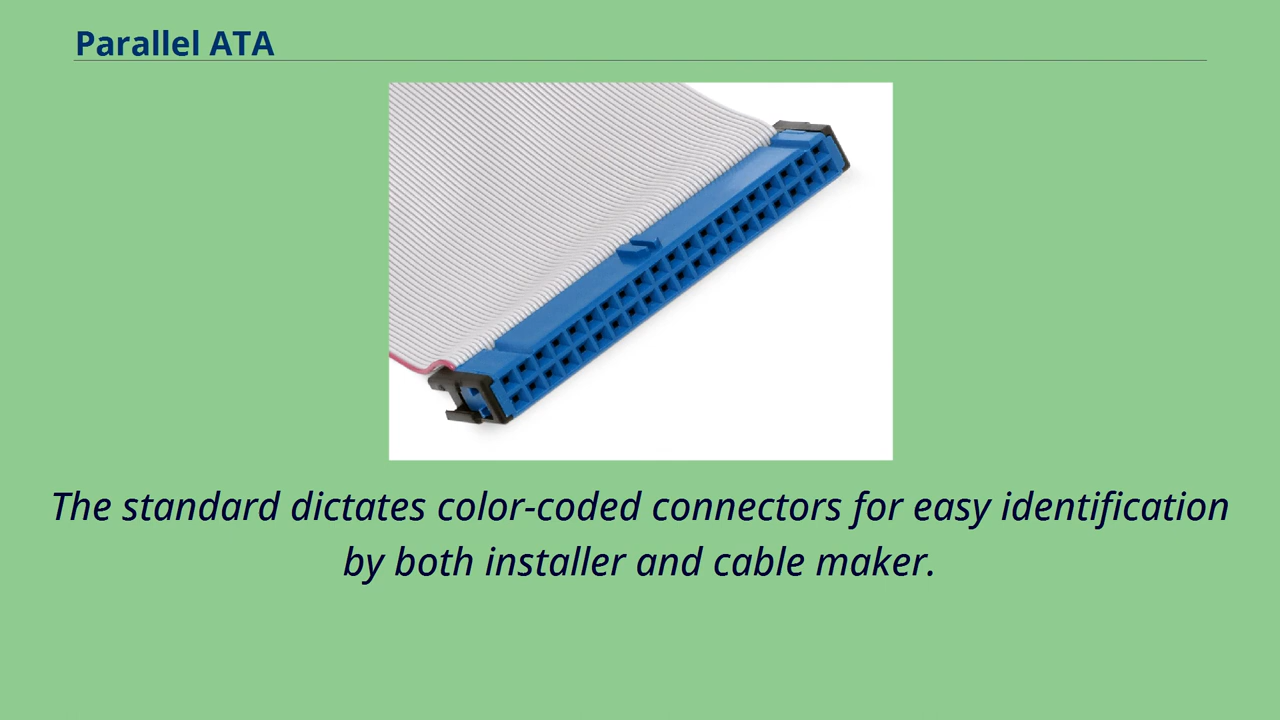 Parallel ATA
The standard dictates color-coded connectors for easy identification
by both installer and cable maker.